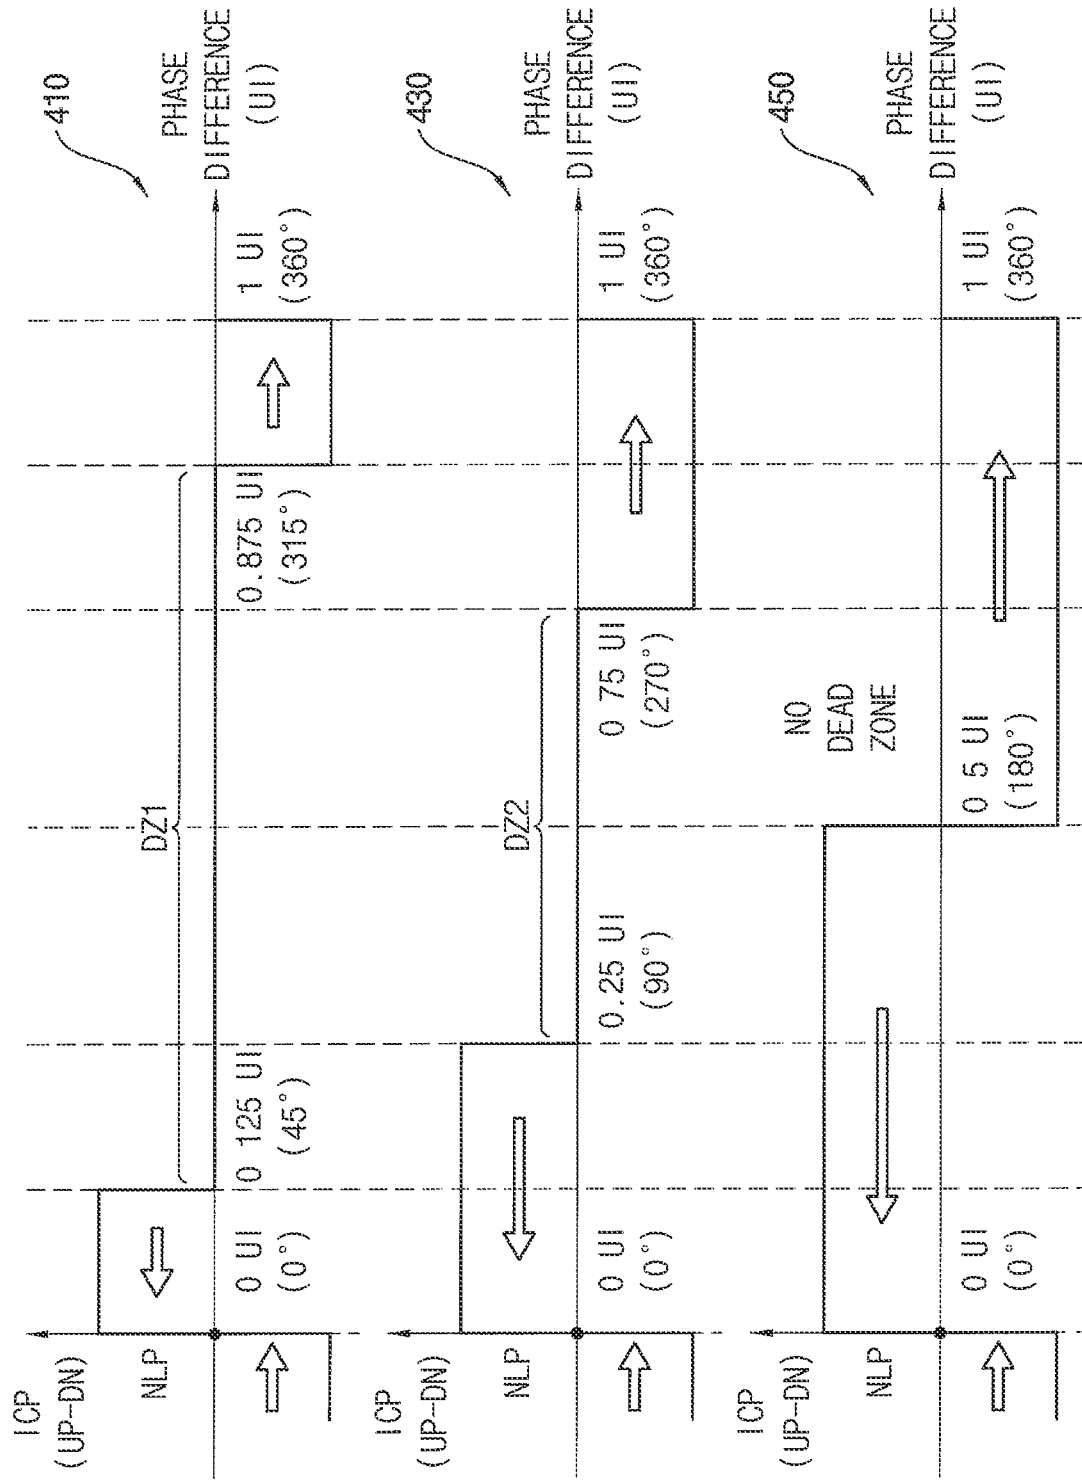 410
ICP
(UP-DN)
NLP
DZ1
0 UI
(0°)
0 125 UI
(45°)
0.875 UI
(315°)
1 UI
(360°)
PHASE
DIFFERENCE
(UI)
430
ICP
(UP-DN)
NLP
DZ2
0 UI
(0°)
0.25 UI
(90°)
0 75 UI
(270°)
1 UI
(360°)
PHASE
DIFFERENCE
(UI)
450
ICP
(UP-DN)
NLP
NO
DEAD
ZONE
0 UI
(0°)
0 5 UI
(180°)
1 UI
(360°)
PHASE
DIFFERENCE
(UI)